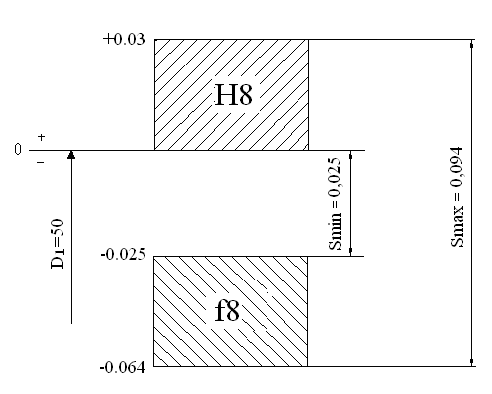 +0.03
H8
+
0
−
Smin = 0,025
Smax = 0,094
D1=50
-0.025
f8
-0.064